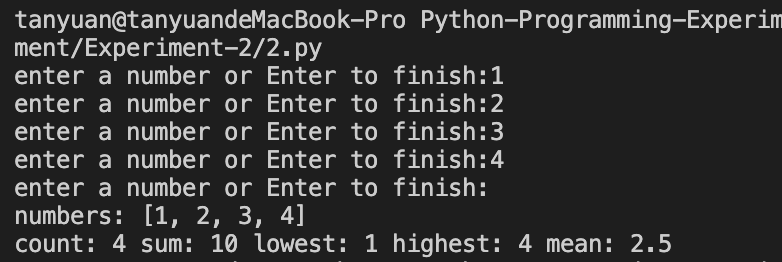 tanyuan@tanyuandeMacBook-Pro Python-Programming-Experim
ment/Experiment-2/2.py
enter a number or Enter to finish:1
enter a number or Enter to finish:2
enter a number or Enter to finish:3
enter a number or Enter to finish:4
enter a number or Enter to finish:
numbers: [1, 2, 3, 4]
count: 4 sum: 10 lowest: 1 highest: 4 mean: 2.5